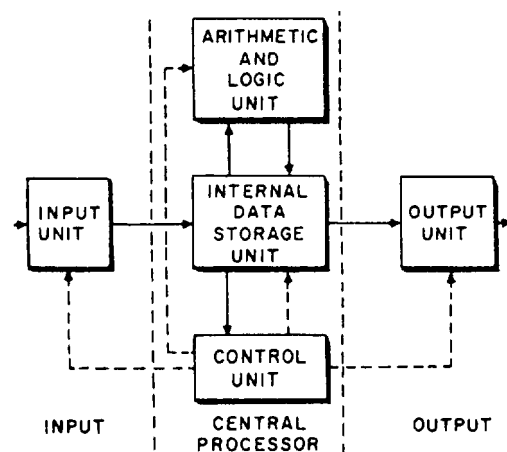 ARITHMETIC
AND
LOGIC
UNIT
INPUT
UNIT
INTERNAL
DATA
STORAGE
UNIT
OUTPUT
UNIT
CONTROL
UNIT
INPUT
CENTRAL
PROCESSOR
OUTPUT